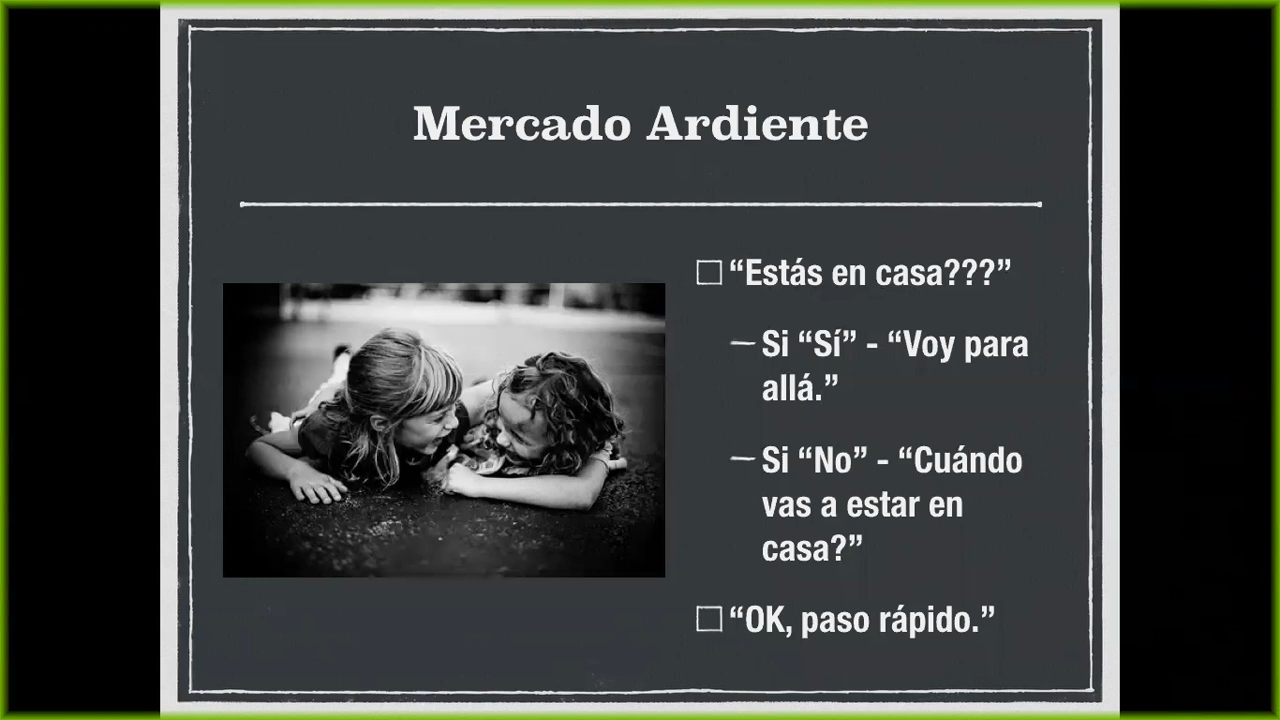 Mercado Ardiente
“Estás en casa???”
– Si “Sí” - “Voy para
allá.”
– Si “No” - “Cuándo
vas a estar en
casa?”
“OK, paso rápido.”